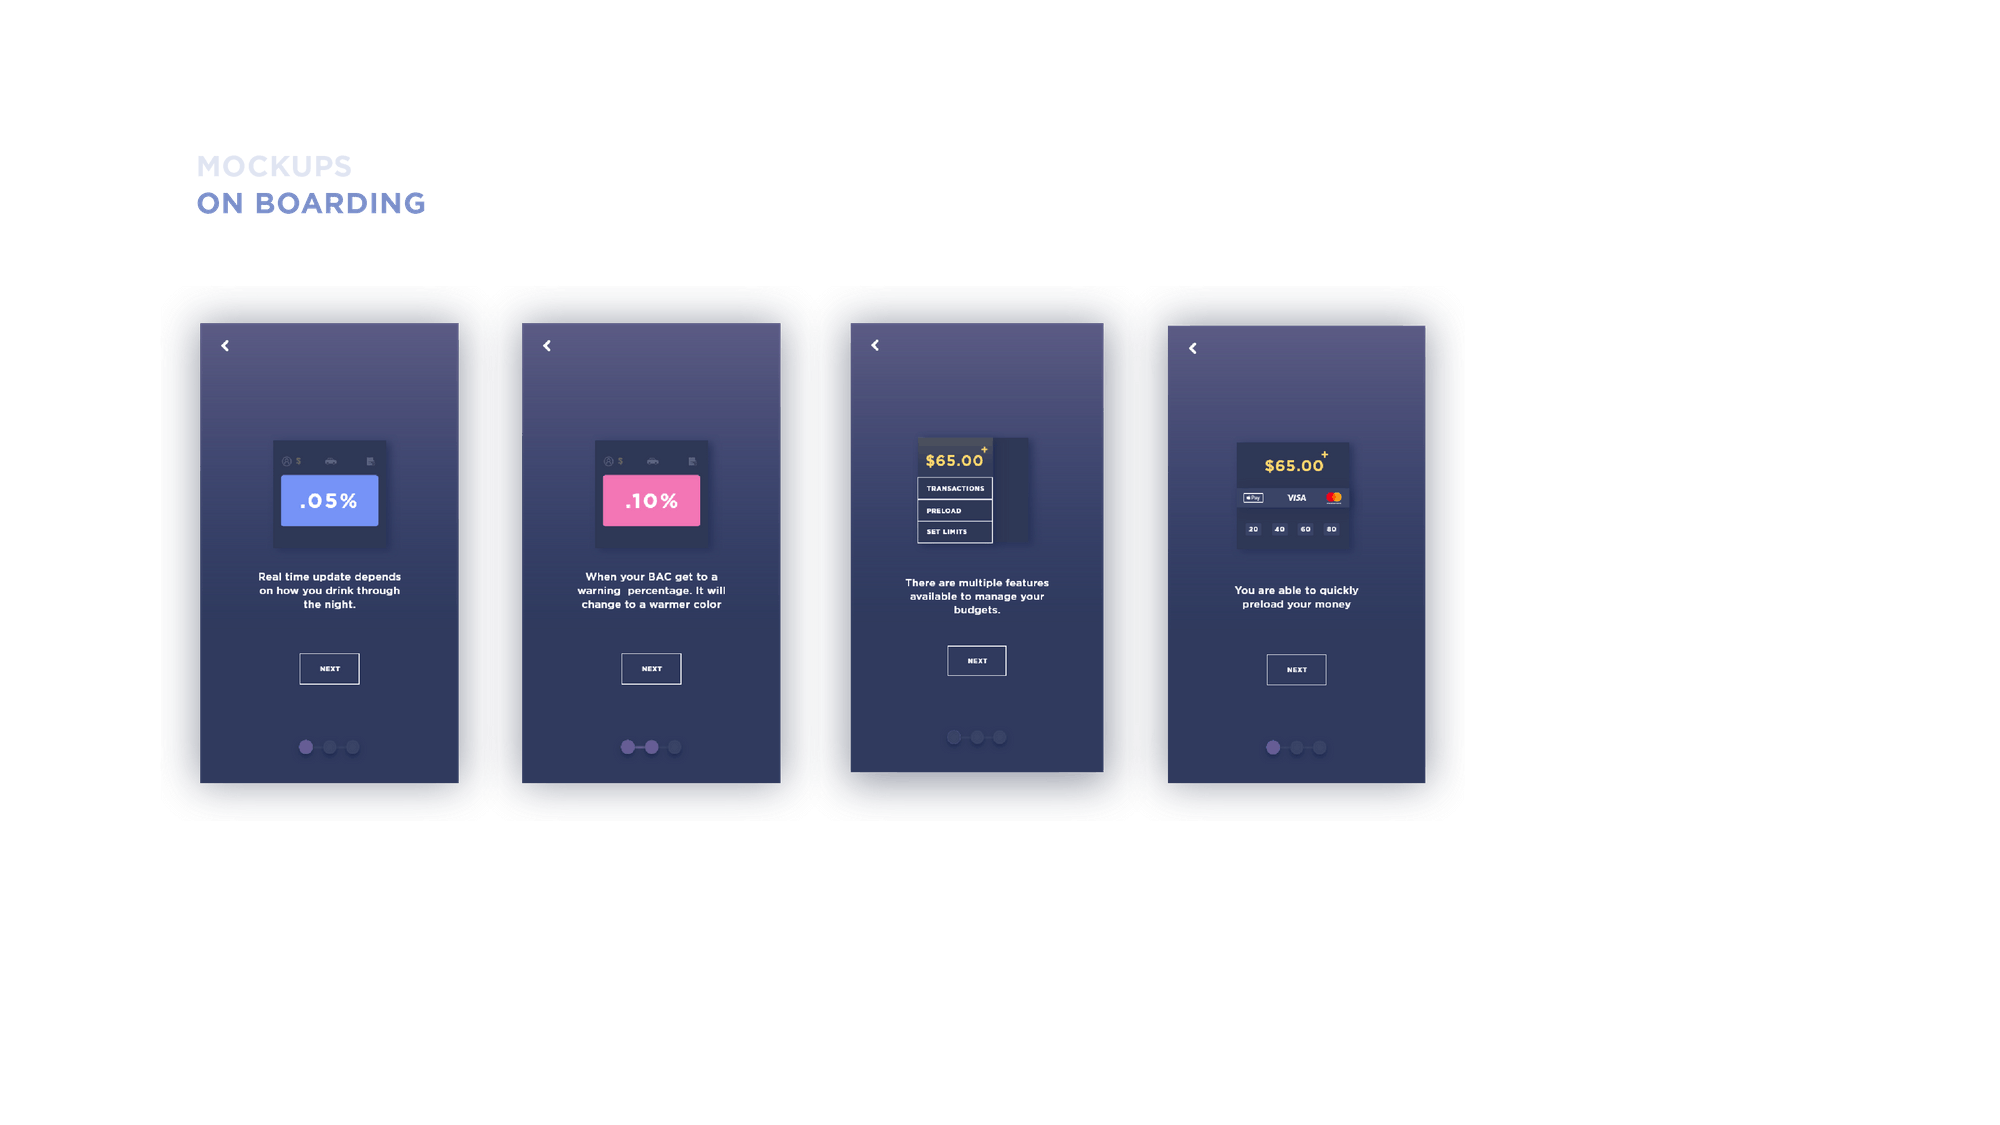 MOCKUPS
ON BOARDING
.05%
Real time update depends
on how you drink through
the night.
NEXT
.10%
When your BAC get to a
warning percentage. It will
change to a warmer color
NEXT
$65.00+
TRANSACTIONS
PRELOAD
SET LIMITS
There are multiple features
available to manage your
budgets.
NEXT
$65.00+
Pay VISA
20 40 60 80
You are able to quickly
preload your money
NEXT